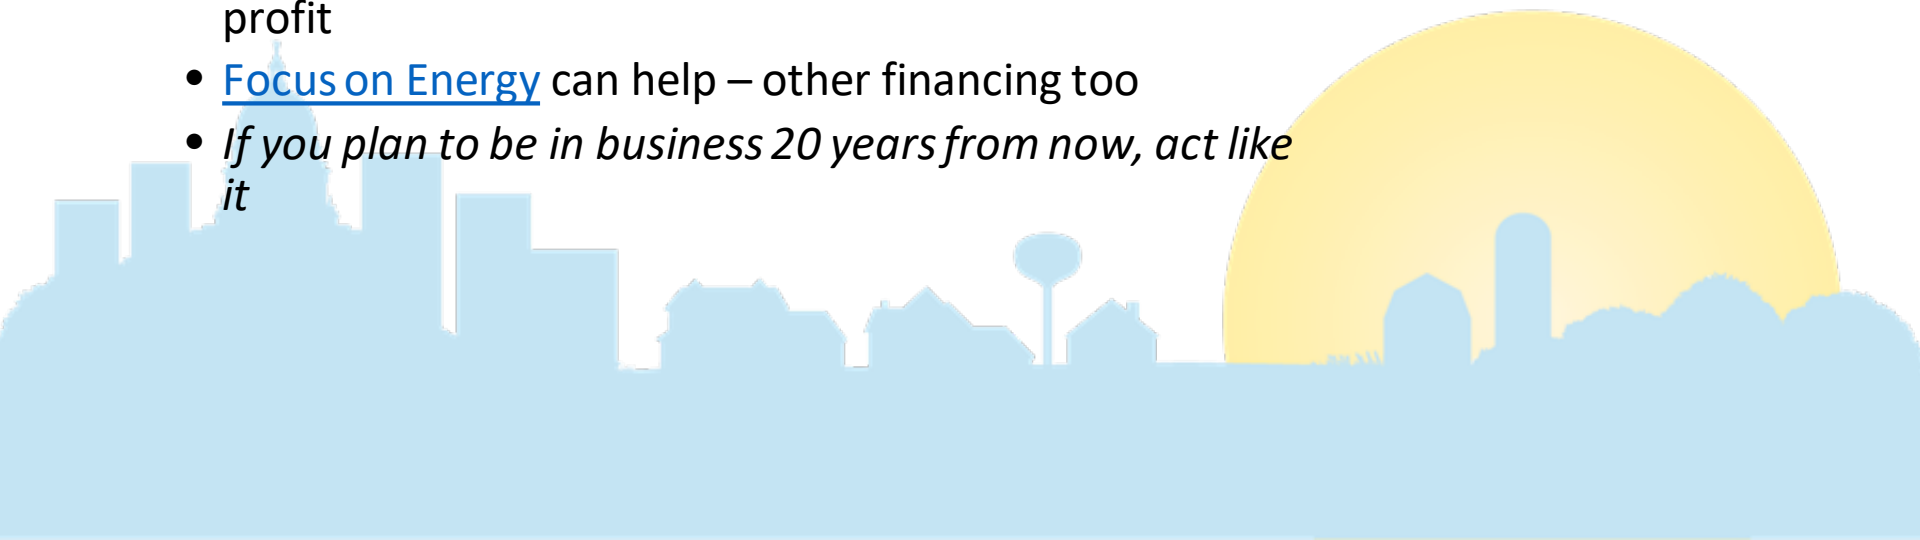 profit
• Focus on Energy can help – other financing too
• If you plan to be in business 20 years from now, act like
it